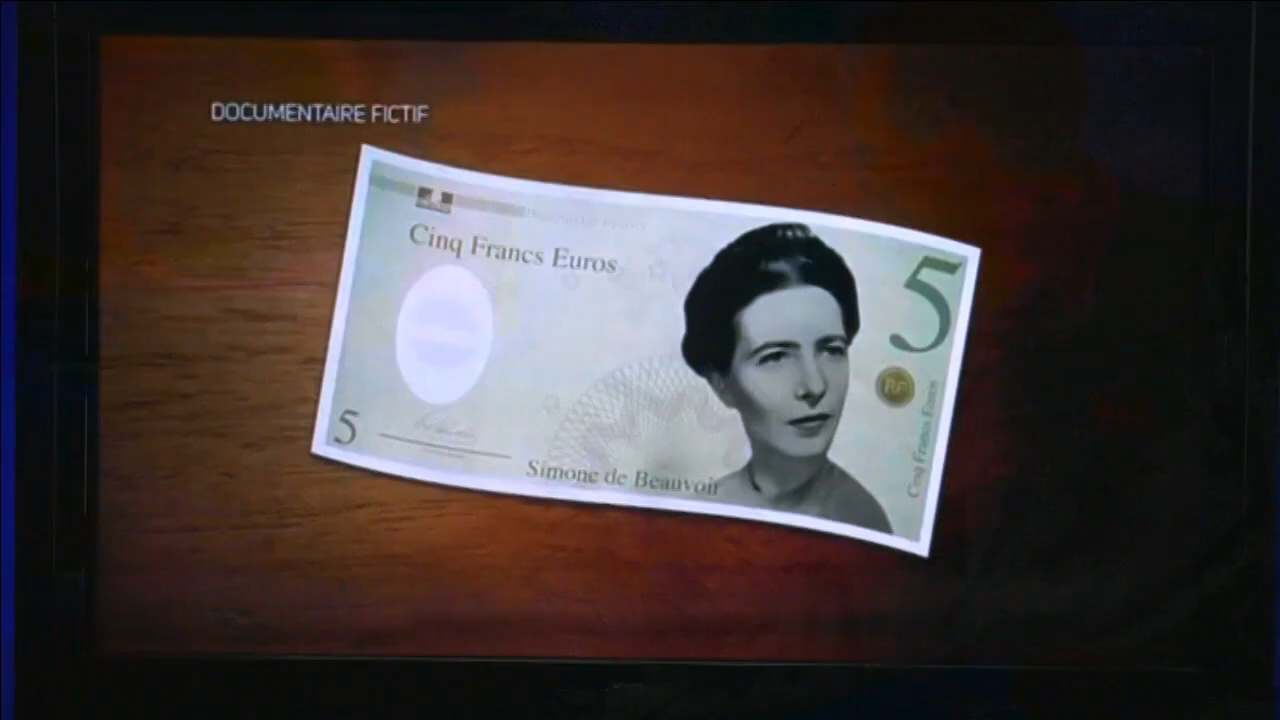 DOCUMENTAIRE FICTIF
Cinq Francs Euros
5
RF
Cinq Francs Euros
5
Simone de Beauvoir